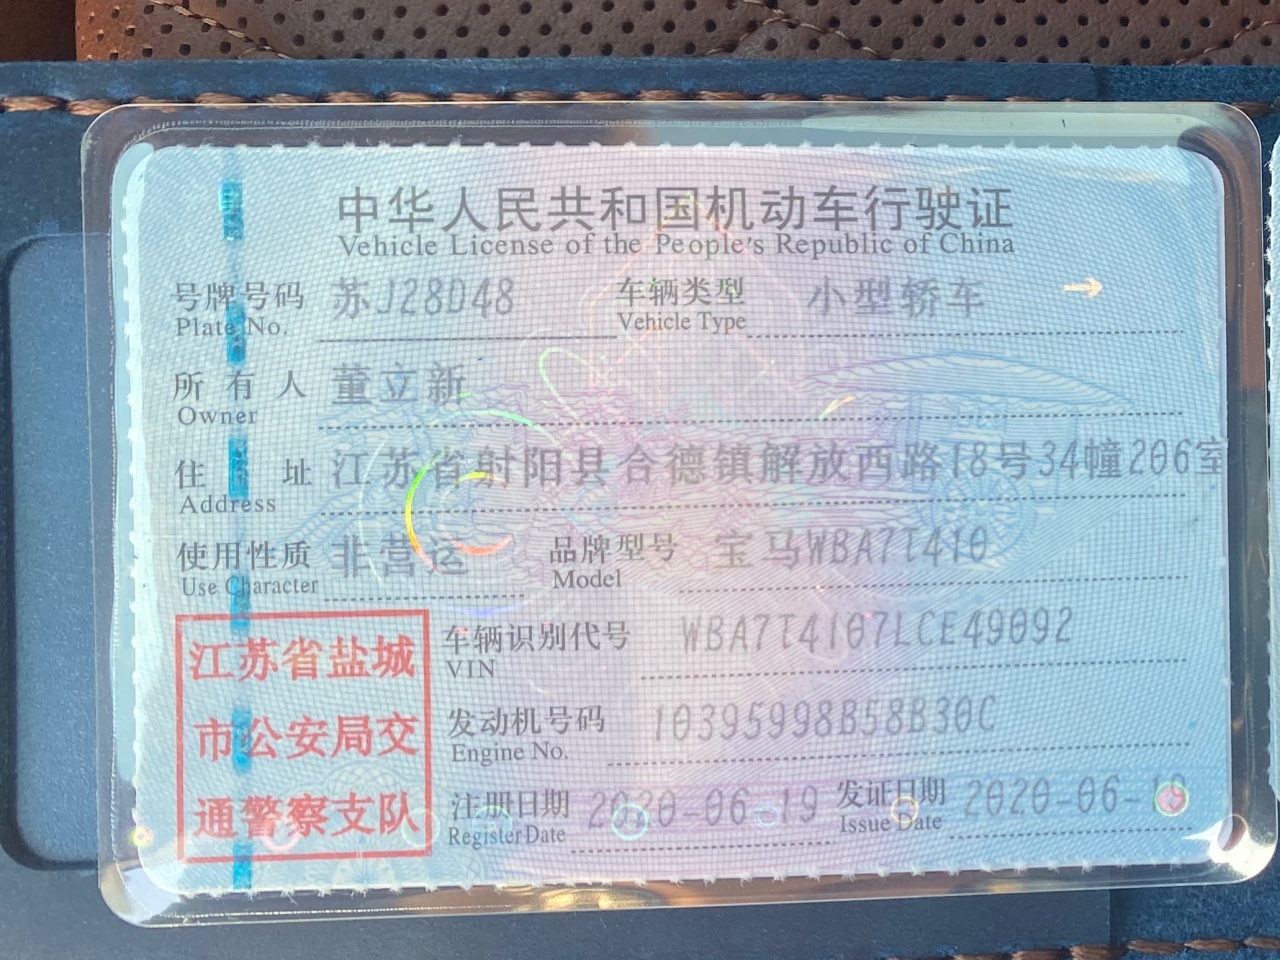 中华人民共和国机动车行驶证
Vehicle License of the People's Republic of China
号牌号码 苏J28D48 车辆类型 小型轿车
Plate No. Vehicle Type
所有人 董立新
Owner
住址 江苏省射阳县合德镇解放西路18号34幢206室
Address
使用性质 非营运 品牌型号 宝马WBA7T410
Use Character Model
江苏省盐城
市公安局交
通警察支队
车辆识别代号 WBA7T4107LCE49092
VIN
发动机号码 10395998B58B30C
Engine No.
注册日期 2020-06-19 发证日期 2020-06-
Register Date Issue Date